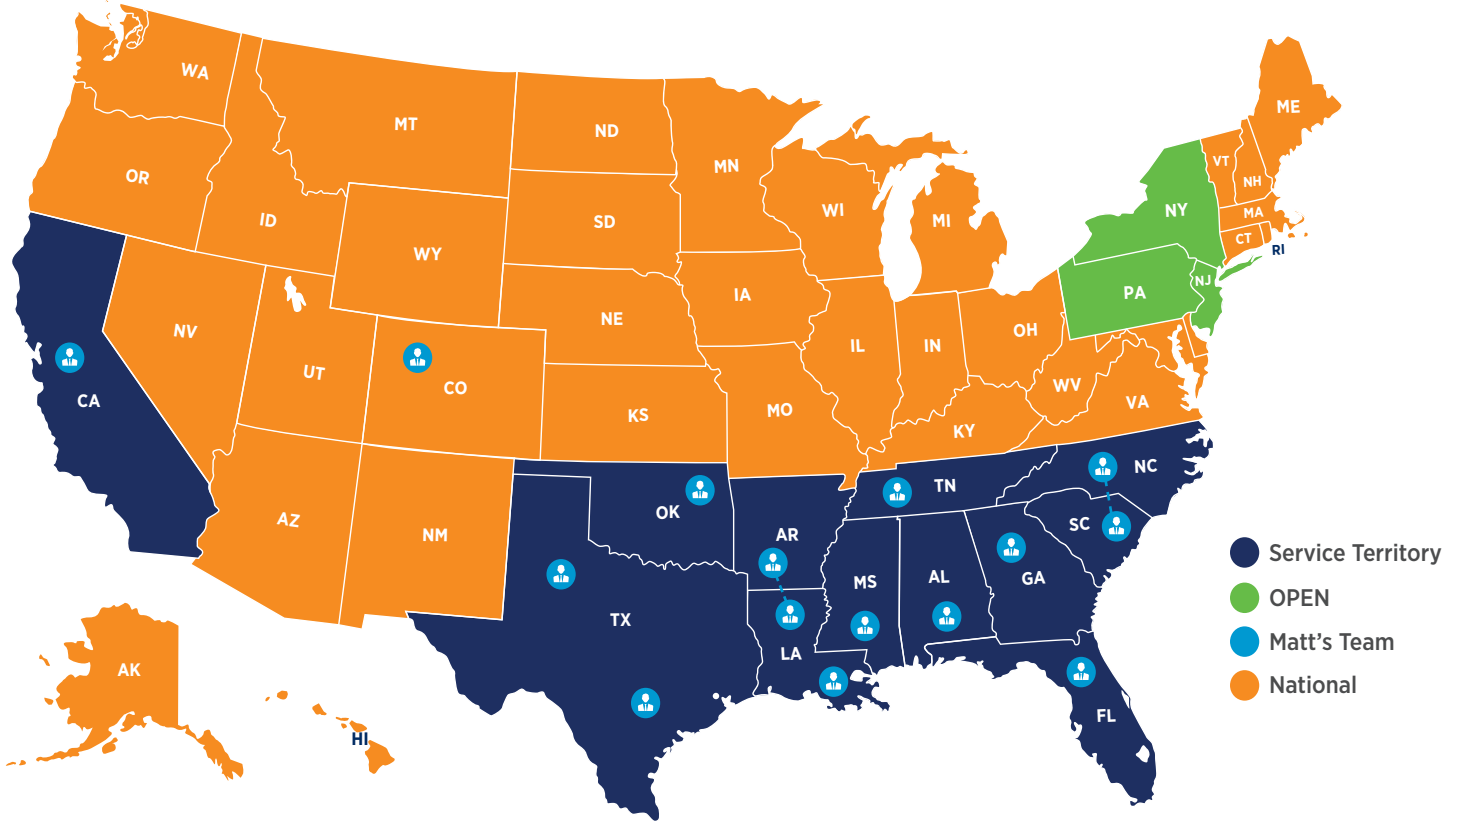 WA
MT
ND
MN
ME
OR
ID
SD
WI
MI
VT
NH
NY
MA
CT
RI
WY
IA
PA
NJ
NV
NE
IL
IN
OH
UT
CO
KS
MO
WV
VA
CA
KY
AZ
NM
OK
AR
TN
NC
SC
TX
MS
AL
GA
LA
FL
AK
HI
Service Territory
OPEN
Matt's Team
National